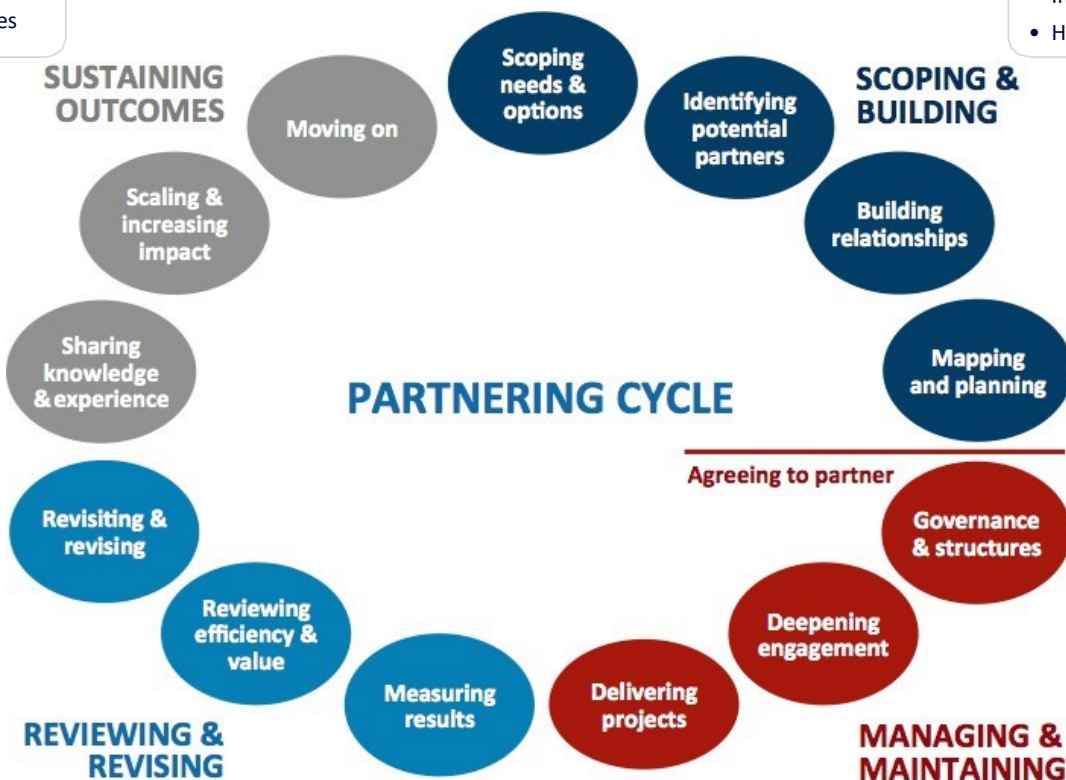 es
• H
SUSTAINING
OUTCOMES
SCOPING &
BUILDING
Scoping
needs &
options
Identifying
potential
partners
Building
relationships
Mapping
and planning
PARTNERING CYCLE
Agreeing to partner
Governance
& structures
Deepening
engagement
Delivering
projects
MANAGING &
MAINTAINING
Measuring
results
Reviewing
efficiency &
value
Revisiting &
revising
REVIEWING &
REVISING
Sharing
knowledge
& experience
Scaling &
increasing
impact
Moving on